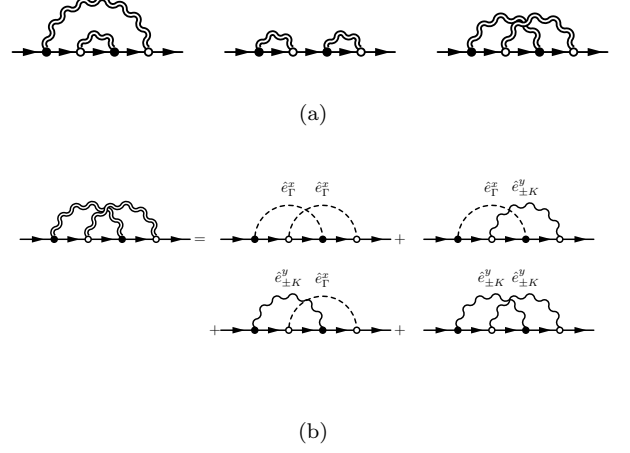 (a)
ê^x_Γ ê^x_Γ ê^x_Γ ê^y_{±K}
= +
ê^y_{±K} ê^x_Γ ê^y_{±K} ê^y_{±K}
+ +
(b)